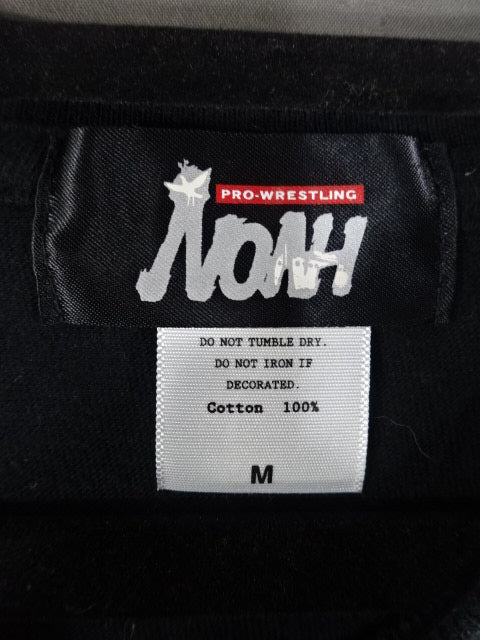 PRO-WRESTLING
NOAH
DO NOT TUMBLE DRY.
DO NOT IRON IF
DECORATED.
Cotton 100%
M